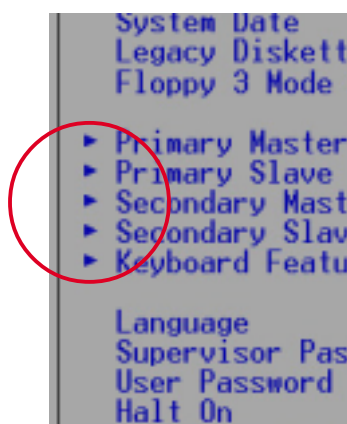 System Date
Legacy Diskett
Floppy 3 Mode
Primary Master
Primary Slave
Secondary Mast
Secondary Slav
Keyboard Featu
Language
Supervisor Pas
User Password
Halt On